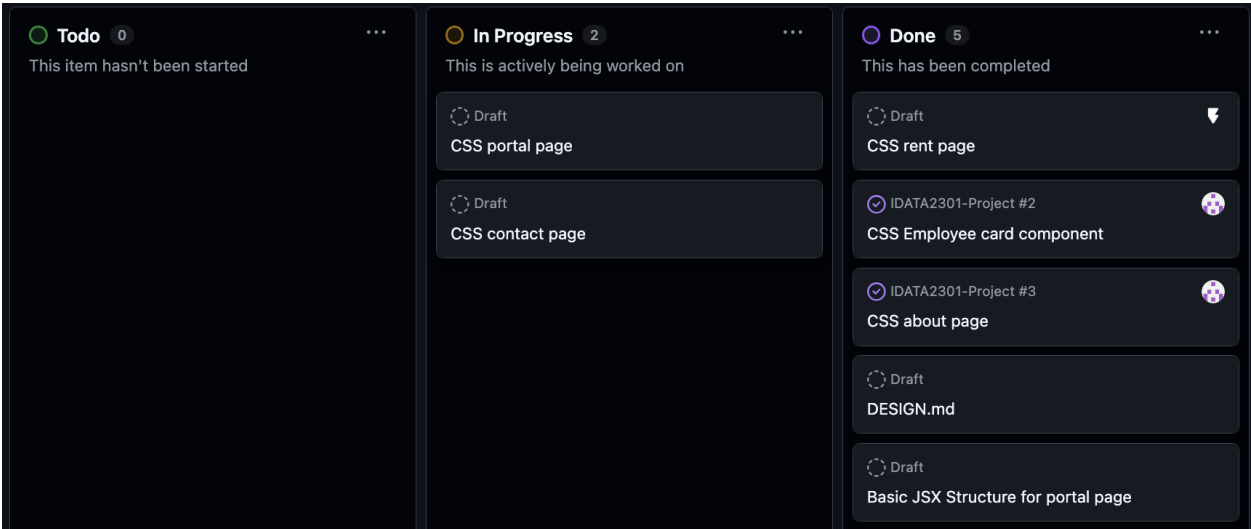 Todo 0
This item hasn't been started
In Progress 2
This is actively being worked on
Draft
CSS portal page
Draft
CSS contact page
Done 5
This has been completed
Draft
CSS rent page
IDATA2301-Project #2
CSS Employee card component
IDATA2301-Project #3
CSS about page
Draft
DESIGN.md
Draft
Basic JSX Structure for portal page